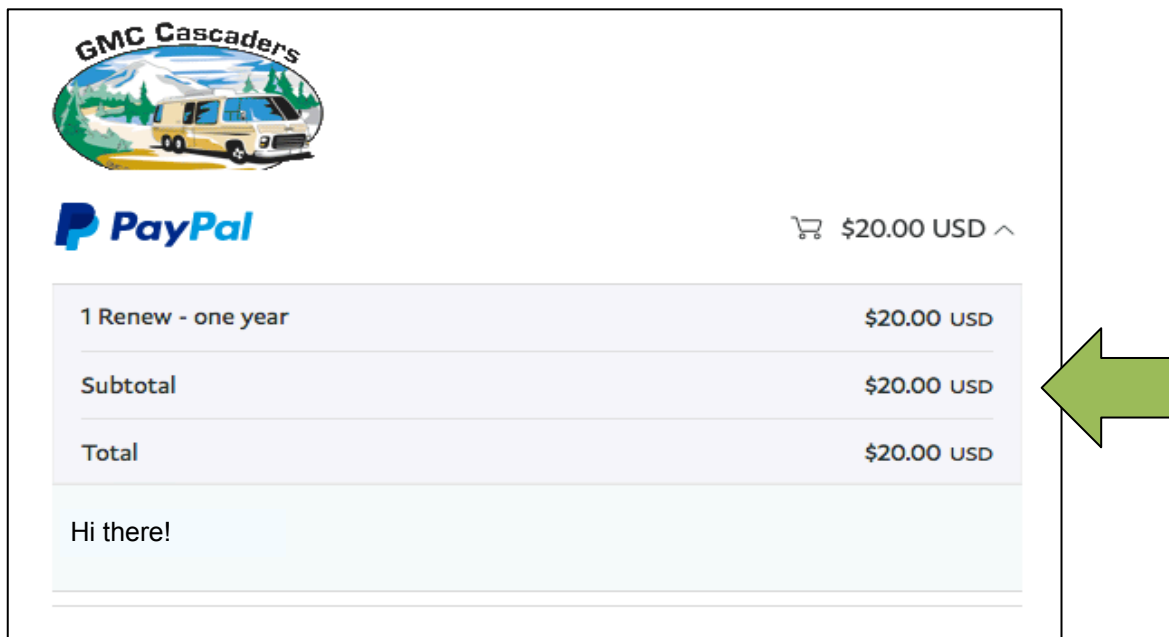 GMC Cascaders
PayPal
$20.00 USD
1 Renew - one year $20.00 USD
Subtotal $20.00 USD
Total $20.00 USD
Hi there!